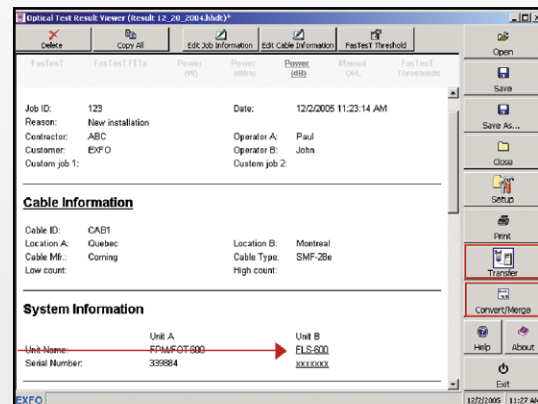 Optical Test Result Viewer (Result 12_20_2004.hhdt)*
Delete Copy All Edit Job Information Edit Cable Information FasTesT Threshold
FasTesT FasTesT FTTx Power (W) Power (dBm) Power (dB) Manual ORL FasTesT Thresholds
Job ID: 123 Date: 12/2/2005 11:23:14 AM
Reason: New installation
Contractor: ABC Operator A: Paul
Customer: EXFO Operator B: John
Custom job 1: Custom job 2:
Cable Information
Cable ID: CAB1
Location A: Quebec Location B: Montreal
Cable Mfr.: Corning Cable Type: SMF-28e
Low count: High count:
System Information
Unit A Unit B
Unit Name: FPM/FOT-600 FLS-600
Serial Number: 339884 xxxxxxx
Open
Save
Save As...
Close
Setup
Print
Transfer
Convert/Merge
Help About
Exit
EXFO 12/2/2005 11:27 AM